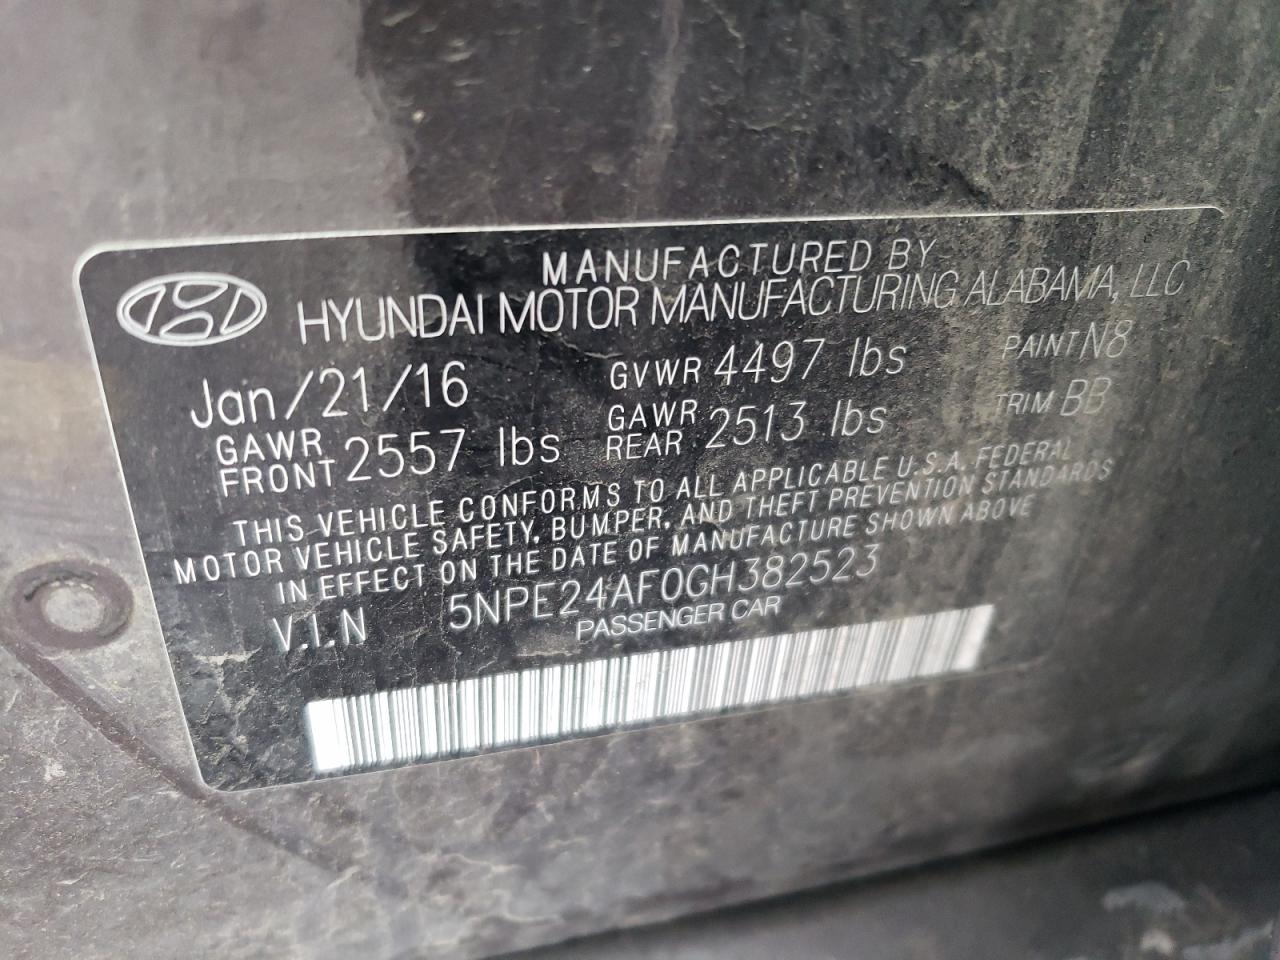 MANUFACTURED BY
HYUNDAI MOTOR MANUFACTURING ALABAMA, LLC
Jan/21/16 GVWR 4497 lbs PAINT N8
GAWR FRONT 2557 lbs GAWR REAR 2513 lbs TRIM BB
THIS VEHICLE CONFORMS TO ALL APPLICABLE U.S.A. FEDERAL
MOTOR VEHICLE SAFETY, BUMPER, AND THEFT PREVENTION STANDARDS
IN EFFECT ON THE DATE OF MANUFACTURE SHOWN ABOVE
V.I.N 5NPE24AF0GH382523
PASSENGER CAR